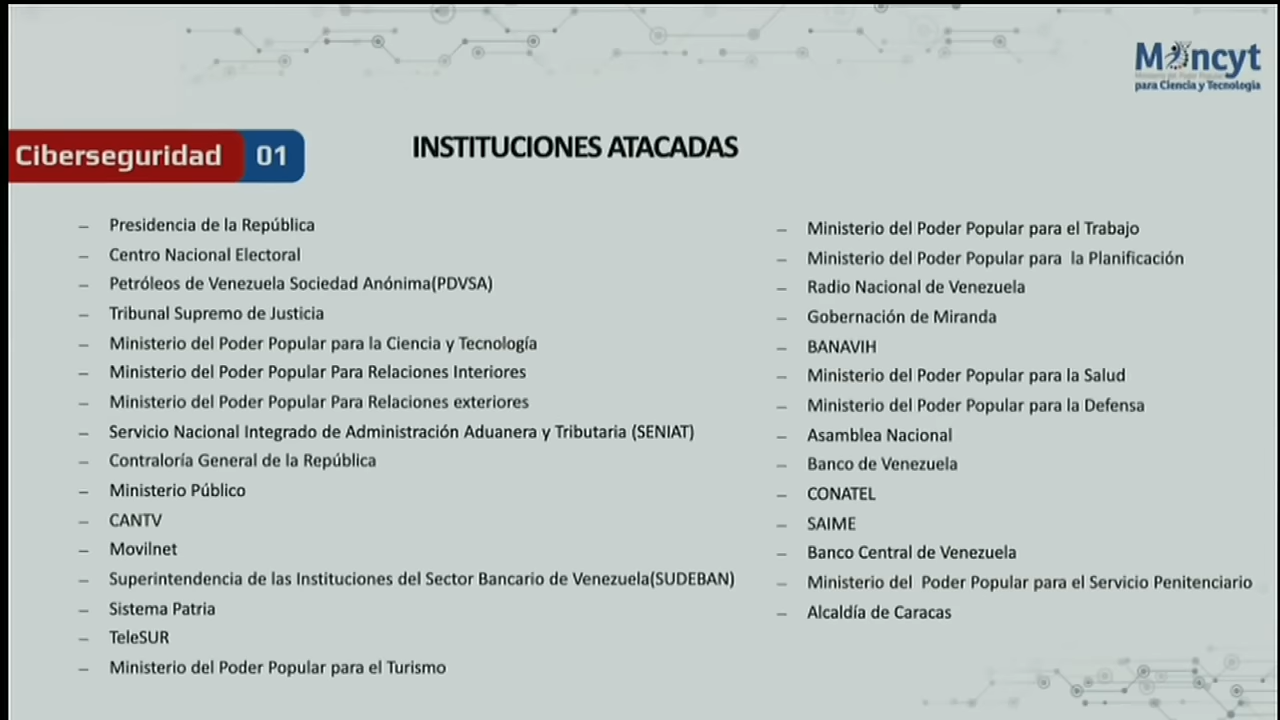 Mincyt
Ministerio del Poder Popular
para Ciencia y Tecnología
Ciberseguridad 01
INSTITUCIONES ATACADAS
– Presidencia de la República
– Centro Nacional Electoral
– Petróleos de Venezuela Sociedad Anónima(PDVSA)
– Tribunal Supremo de Justicia
– Ministerio del Poder Popular para la Ciencia y Tecnología
– Ministerio del Poder Popular Para Relaciones Interiores
– Ministerio del Poder Popular Para Relaciones exteriores
– Servicio Nacional Integrado de Administración Aduanera y Tributaria (SENIAT)
– Contraloría General de la República
– Ministerio Público
– CANTV
– Movilnet
– Superintendencia de las Instituciones del Sector Bancario de Venezuela(SUDEBAN)
– Sistema Patria
– TeleSUR
– Ministerio del Poder Popular para el Turismo
– Ministerio del Poder Popular para el Trabajo
– Ministerio del Poder Popular para  la Planificación
– Radio Nacional de Venezuela
– Gobernación de Miranda
– BANAVIH
– Ministerio del Poder Popular para la Salud
– Ministerio del Poder Popular para la Defensa
– Asamblea Nacional
– Banco de Venezuela
– CONATEL
– SAIME
– Banco Central de Venezuela
– Ministerio del  Poder Popular para el Servicio Penitenciario
– Alcaldía de Caracas